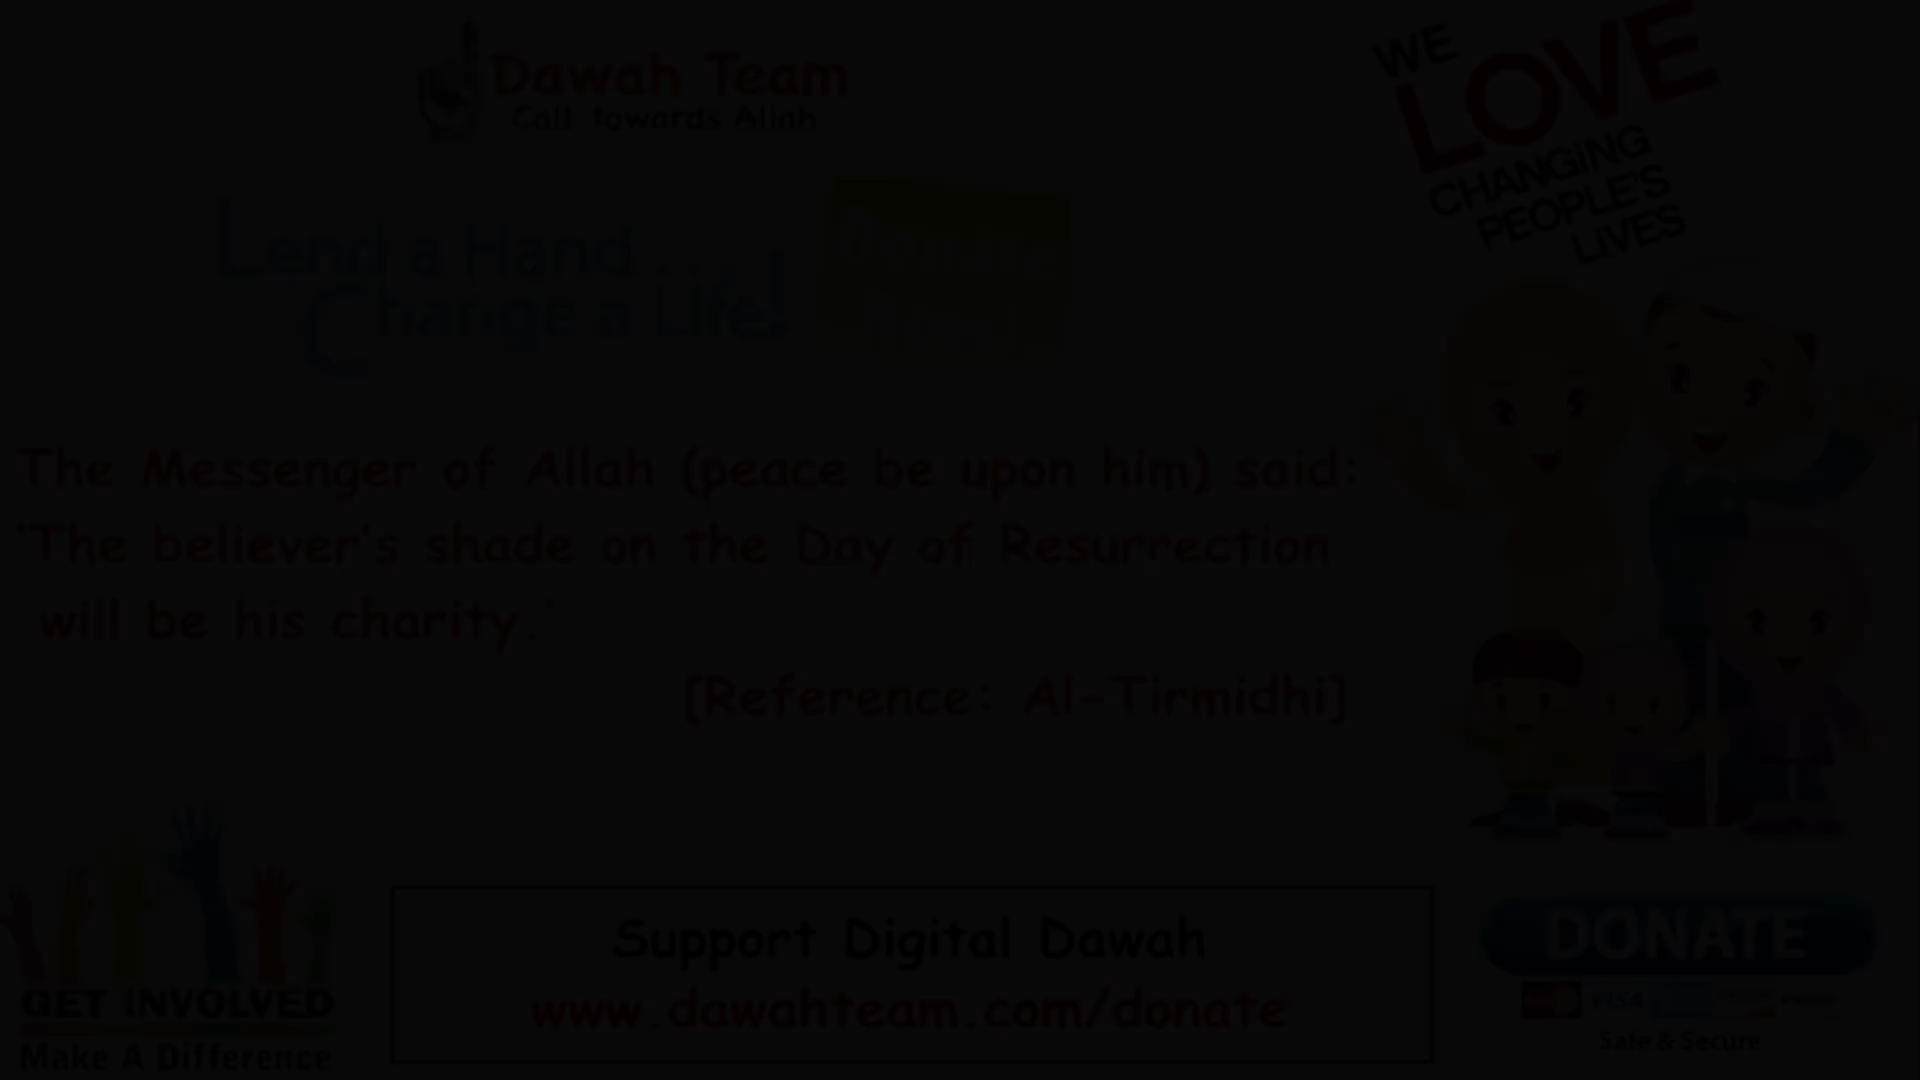 Dawah Team
Call towards Allah
WE
LOVE
CHANGING
PEOPLE'S
LIVES
Lend a Hand...
Change a Life!
The Messenger of Allah (peace be upon him) said:
"The believer's shade on the Day of Resurrection
will be his charity."
[Reference: Al-Tirmidhi]
GET INVOLVED
Make A Difference
Support Digital Dawah
www.dawahteam.com/donate
DONATE
VISA
Safe & Secure